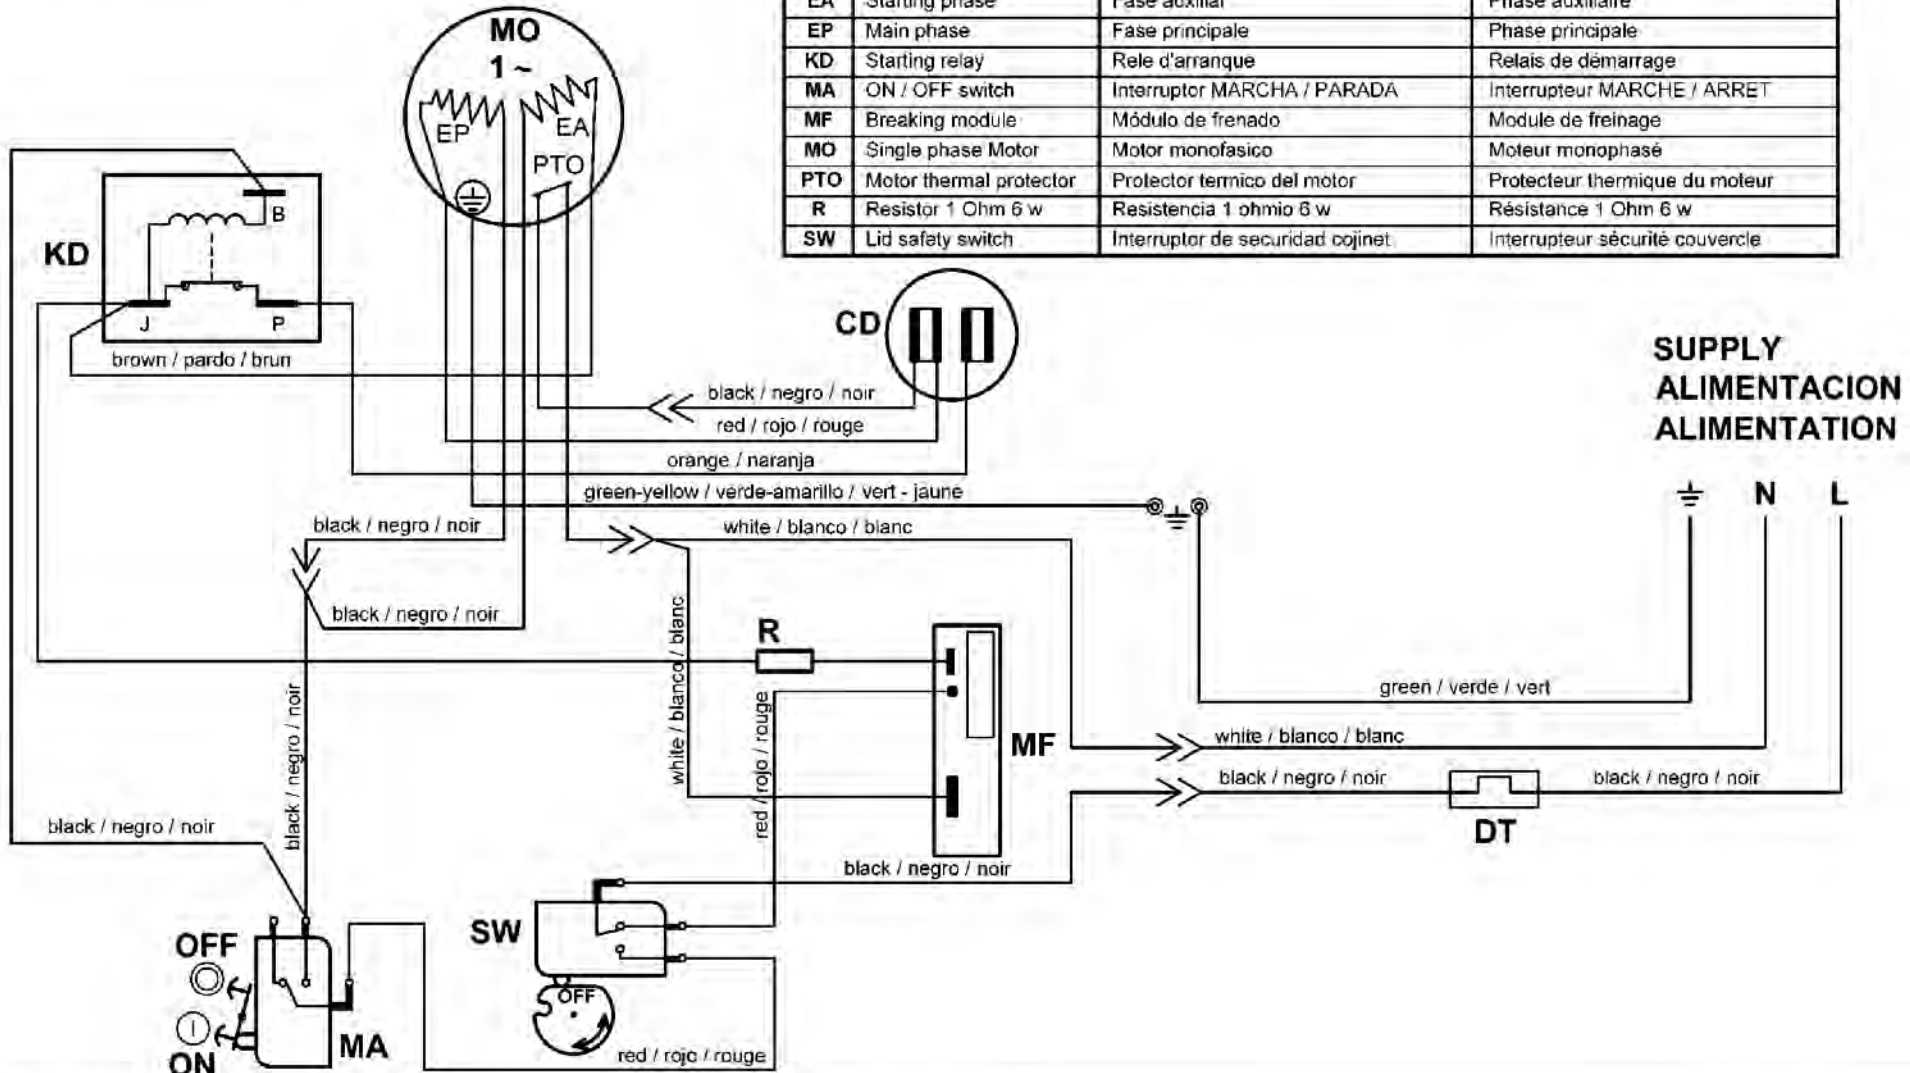 EA Starting phase Fase auxiliar Phase auxiliaire
EP Main phase Fase principale Phase principale
KD Starting relay Rele d'arranque Relais de démarrage
MA ON / OFF switch Interruptor MARCHA / PARADA Interrupteur MARCHE / ARRET
MF Breaking module Módulo de frenado Module de freinage
MO Single phase Motor Motor monofasico Moteur monophasé
PTO Motor thermal protector Protector termico del motor Protecteur thermique du moteur
R Resistor 1 Ohm 6 w Resistencia 1 ohmio 6 w Résistance 1 Ohm 6 w
SW Lid safety switch Interruptor de securidad cojinet Interrupteur sécurité couvercle
MO
1 ~
EP
EA
PTO
KD
B
J
P
brown / pardo / brun
CD
black / negro / noir
red / rojo / rouge
orange / naranja
green-yellow / verde-amarillo / vert - jaune
SUPPLY
ALIMENTACION
ALIMENTATION
N
L
black / negro / noir
white / blanco / blanc
black / negro / noir
white / blanco / blanc
R
red / rojo / rouge
MF
green / verde / vert
white / blanco / blanc
black / negro / noir
black / negro / noir
DT
black / negro / noir
black / negro / noir
black / negro / noir
SW
OFF
OFF
ON
MA
red / rojo / rouge